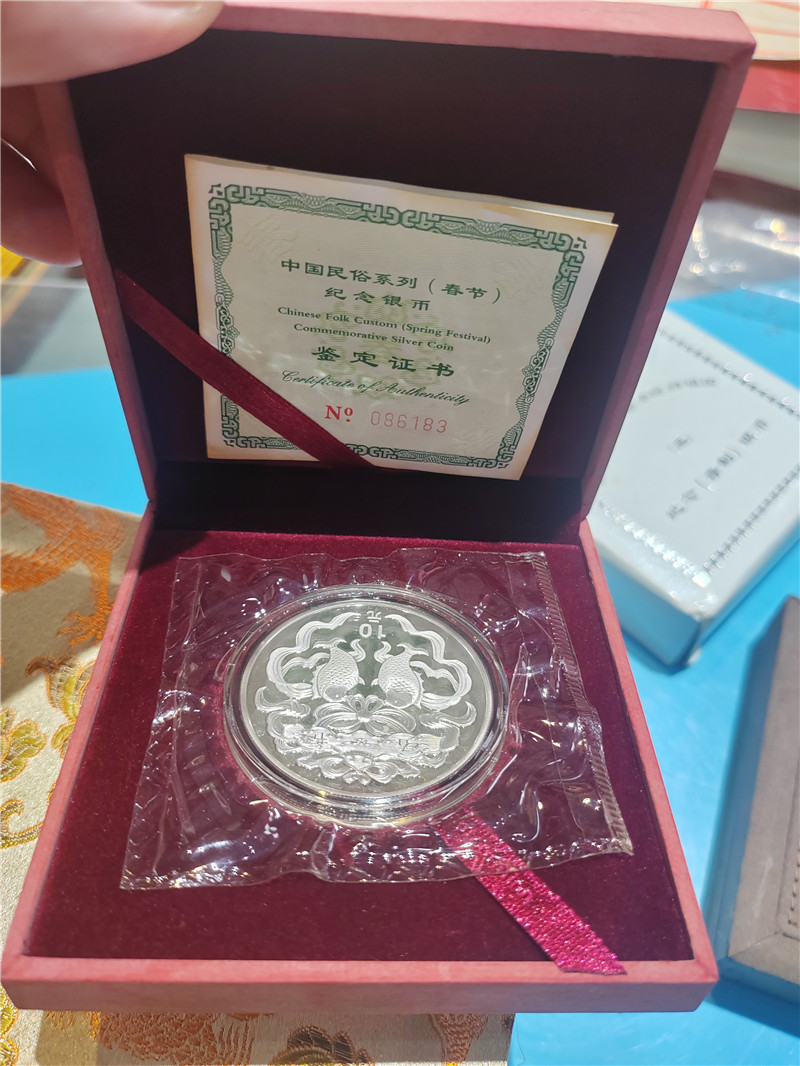 中国民俗系列（春节）
纪念银币
Chinese Folk Custom (Spring Festival)
Commemorative Silver Coin
鉴定证书
Certificate of Authenticity
Nº 086183
10元